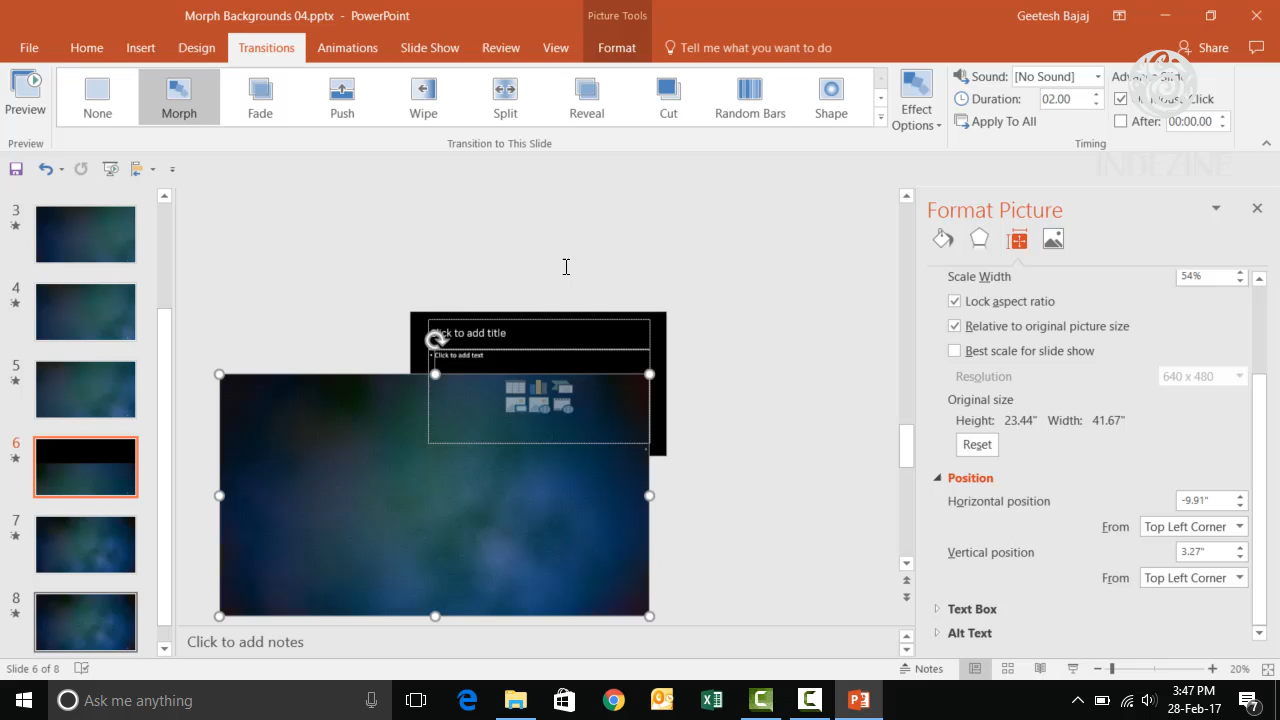 Morph Backgrounds 04.pptx - PowerPoint
Picture Tools
Geetesh Bajaj
File Home Insert Design Transitions Animations Slide Show Review View Format Tell me what you want to do Share
Preview
None Morph Fade Push Wipe Split Reveal Cut Random Bars Shape
Effect Options
Sound: [No Sound]
Duration: 02.00
Apply To All
After: 00:00.00
Click
Preview Transition to This Slide Timing
INDEZINE
3
4
5
6
7
8
Click to add title
• Click to add text
Format Picture
Scale Width 54%
Lock aspect ratio
Relative to original picture size
Best scale for slide show
Resolution 640 x 480
Original size
Height: 23.44" Width: 41.67"
Reset
Position
Horizontal position -9.91"
From Top Left Corner
Vertical position 3.27"
From Top Left Corner
Text Box
Alt Text
Click to add notes
Slide 6 of 8
Notes
20%
Ask me anything
3:47 PM
28-Feb-17
7